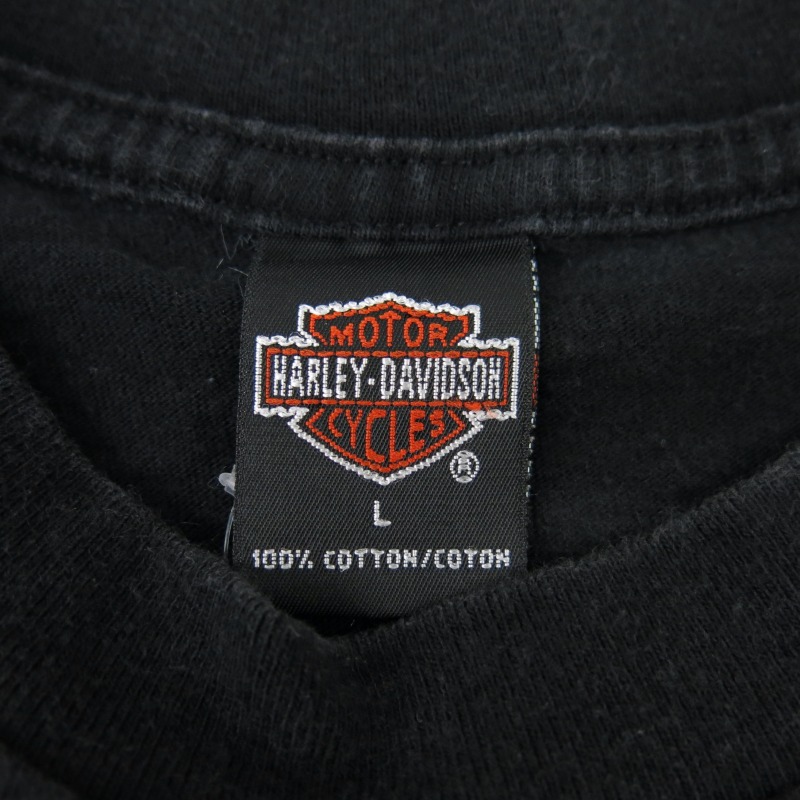 MOTOR
HARLEY-DAVIDSON
CYCLES
®
L
100% COTTON/COTON